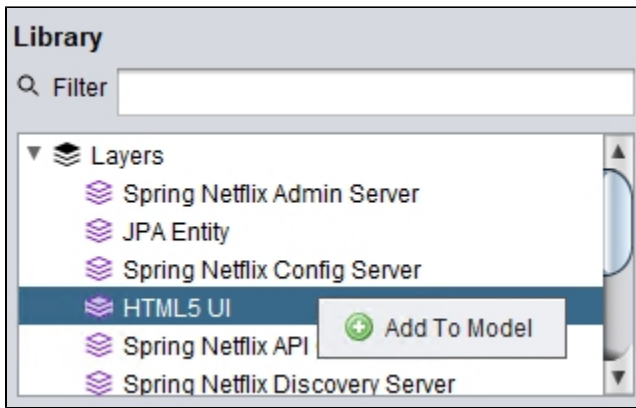 Library
Filter
Layers
Spring Netflix Admin Server
JPA Entity
Spring Netflix Config Server
HTML5 UI
Add To Model
Spring Netflix API
Spring Netflix Discovery Server